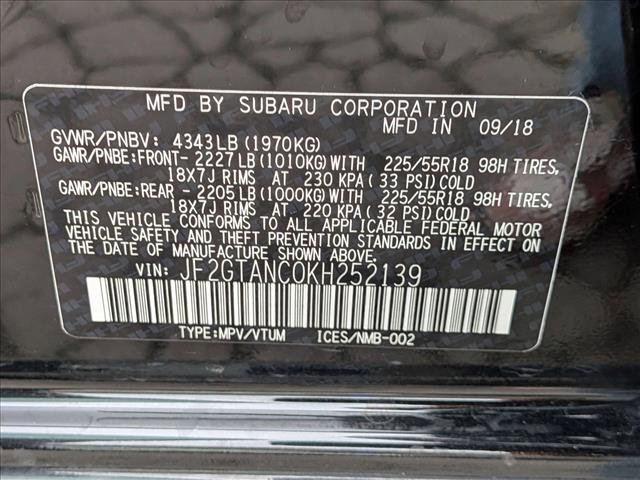 MFD BY SUBARU CORPORATION
MFD IN 09/18
GVWR/PNBV: 4343LB(1970KG)
GAWR/PNBE:FRONT- 2227LB(1010KG)WITH 225/55R18 98H TIRES,
18X7J RIMS AT 230 KPA( 33 PSI)COLD
GAWR/PNBE:REAR - 2205LB(1000KG)WITH 225/55R18 98H TIRES,
18X7J RIMS AT 220 KPA( 32 PSI)COLD
THIS VEHICLE CONFORMS TO ALL APPLICABLE FEDERAL MOTOR
VEHICLE SAFETY AND THEFT PREVENTION STANDARDS IN EFFECT ON
THE DATE OF MANUFACTURE SHOWN ABOVE.
VIN: JF2GTANC0KH252139
TYPE:MPV/VTUM ICES/NMB-002